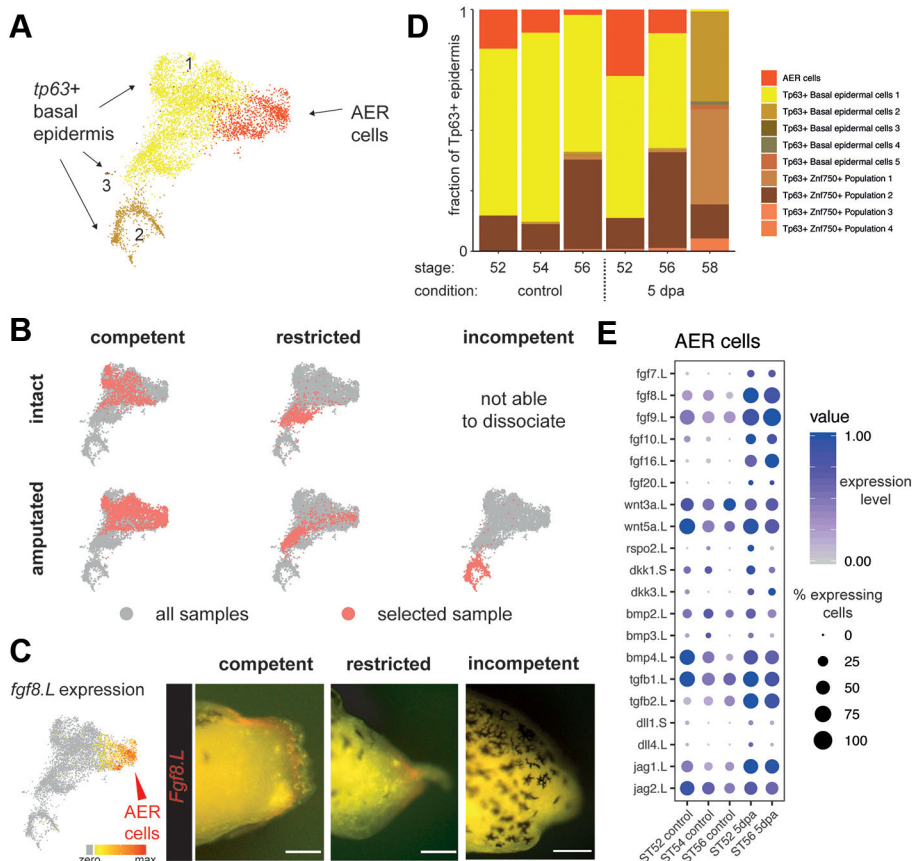 A
tp63+
basal
epidermis
1
3
2
AER
cells
D
fraction of Tp63+ epidermis
1
0
stage:
52
54
56
52
56
58
condition:
control
5 dpa
AER cells
Tp63+ Basal epidermal cells 1
Tp63+ Basal epidermal cells 2
Tp63+ Basal epidermal cells 3
Tp63+ Basal epidermal cells 4
Tp63+ Basal epidermal cells 5
Tp63+ Znf750+ Population 1
Tp63+ Znf750+ Population 2
Tp63+ Znf750+ Population 3
Tp63+ Znf750+ Population 4
B
competent
restricted
incompetent
intact
not able
to dissociate
amputated
all samples
selected sample
C
fgf8.L expression
AER
cells
zero
max
competent
restricted
incompetent
Fgf8.L
E
AER cells
fgf7.L
fgf8.L
fgf9.L
fgf10.L
fgf16.L
fgf20.L
wnt3a.L
wnt5a.L
rspo2.L
dkk1.S
dkk3.L
bmp2.L
bmp3.L
bmp4.L
tgfb1.L
tgfb2.L
dll1.S
dll4.L
jag1.L
jag2.L
ST52 control
ST54 control
ST56 control
ST52 5dpa
ST56 5dpa
value
1.00
expression
level
0.00
% expressing
cells
0
25
50
75
100